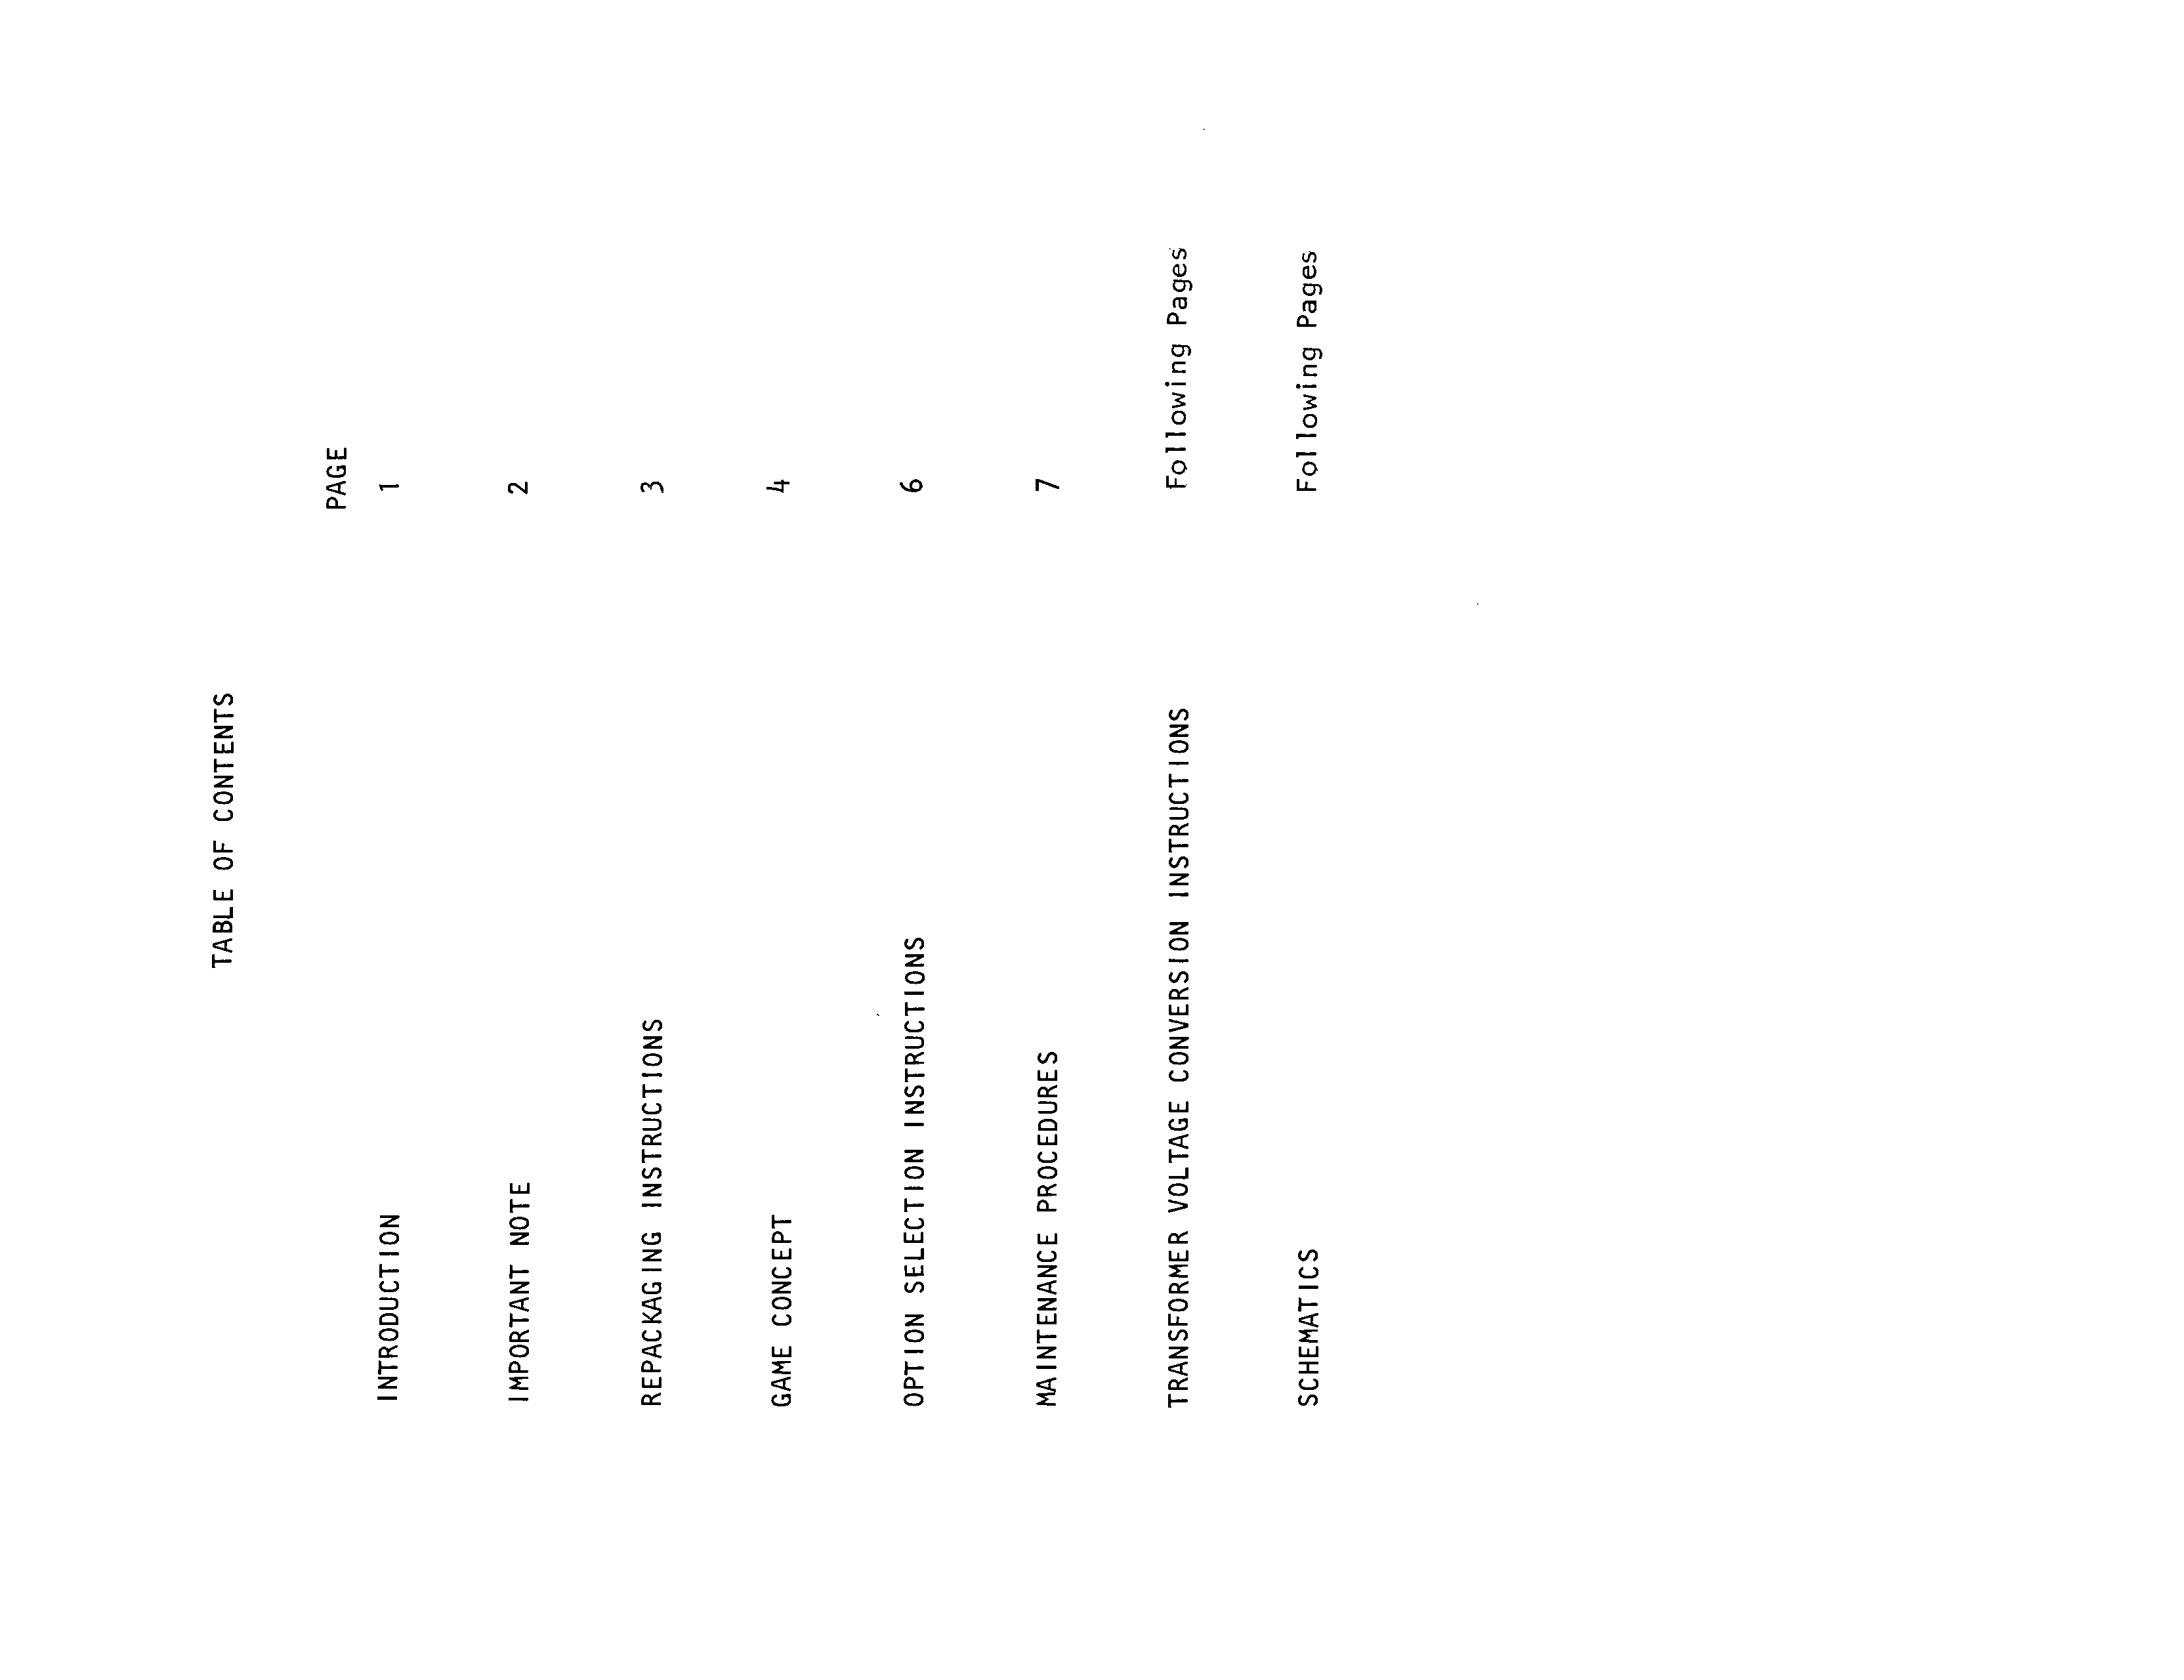 TABLE OF CONTENTS
PAGE
INTRODUCTION 1
IMPORTANT NOTE 2
REPACKAGING INSTRUCTIONS 3
GAME CONCEPT 4
OPTION SELECTION INSTRUCTIONS 6
MAINTENANCE PROCEDURES 7
TRANSFORMER VOLTAGE CONVERSION INSTRUCTIONS Following Pages
SCHEMATICS Following Pages